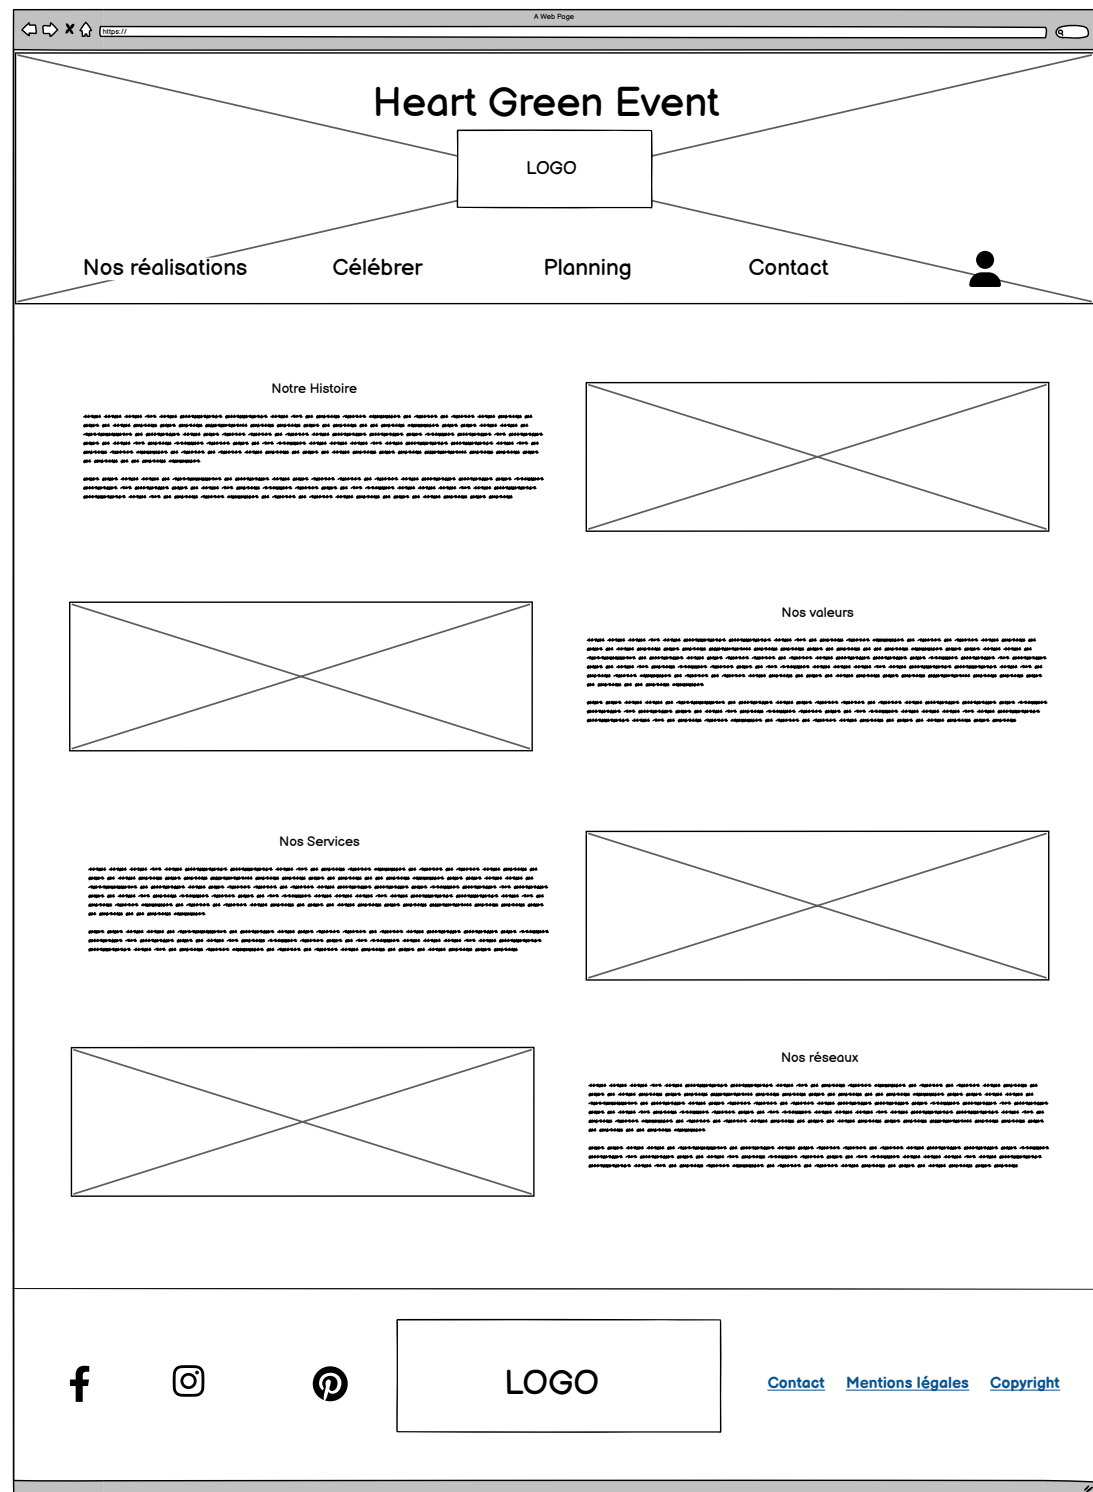 A Web Page
https://
Heart Green Event
LOGO
Nos réalisations Célébrer Planning Contact
Notre Histoire
Nos valeurs
Nos Services
Nos réseaux
LOGO
Contact Mentions légales Copyright